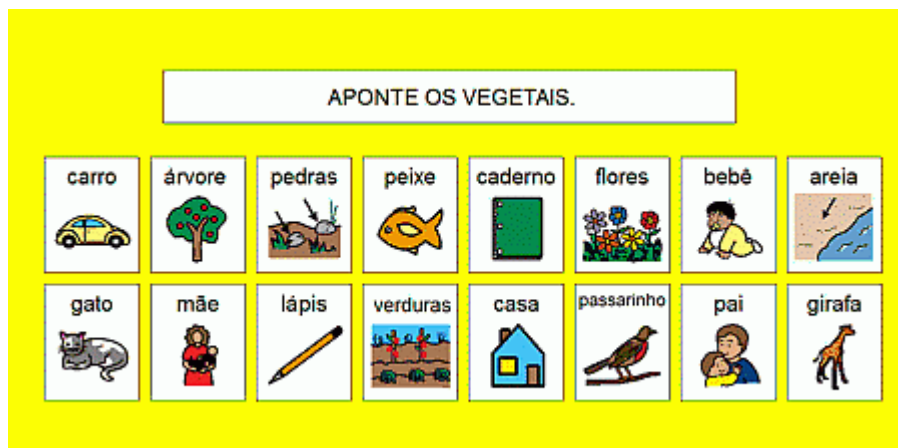 APONTE OS VEGETAIS.
carro árvore pedras peixe caderno flores bebê areia
gato mãe lápis verduras casa passarinho pai girafa